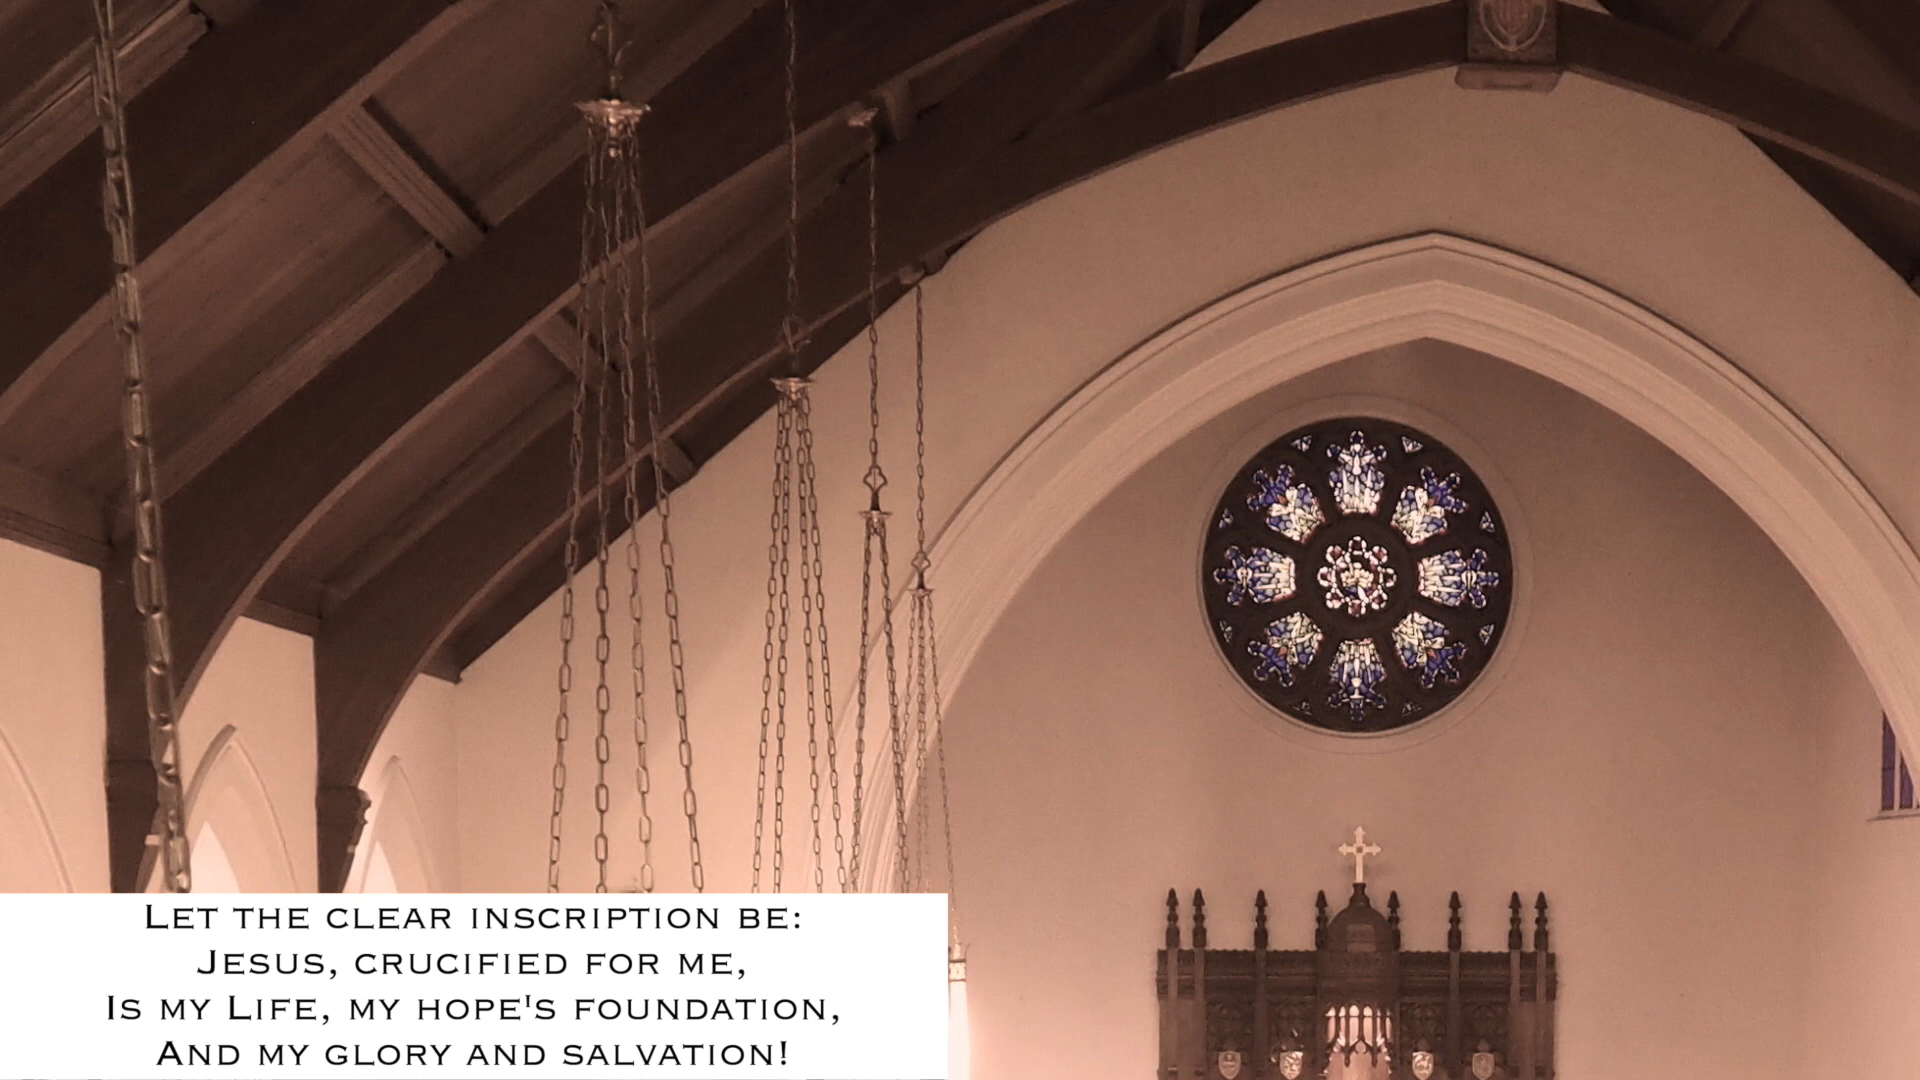 Let the clear inscription be:
Jesus, crucified for me,
Is my Life, my hope's foundation,
And my glory and salvation!